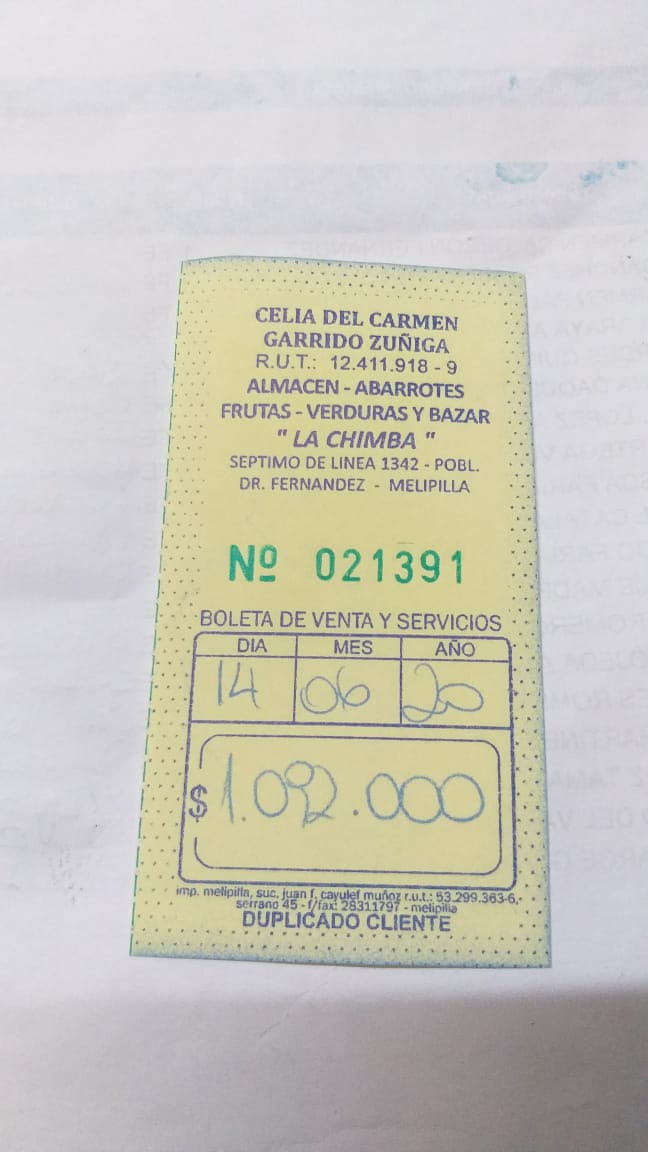 CELIA DEL CARMEN
GARRIDO ZUÑIGA
R.U.T.: 12.411.918 - 9
ALMACEN - ABARROTES
FRUTAS - VERDURAS Y BAZAR
" LA CHIMBA "
SEPTIMO DE LINEA 1342 - POBL.
DR. FERNANDEZ - MELIPILLA
Nº 021391
BOLETA DE VENTA Y SERVICIOS
DIA MES AÑO
14 06 20
$ 1.092.000
imp. melipilla, suc. juan f. cayulef muñoz r.u.t.: 53.299.363-6,
serrano 45 - f/fax: 28311797 - melipilla
DUPLICADO CLIENTE